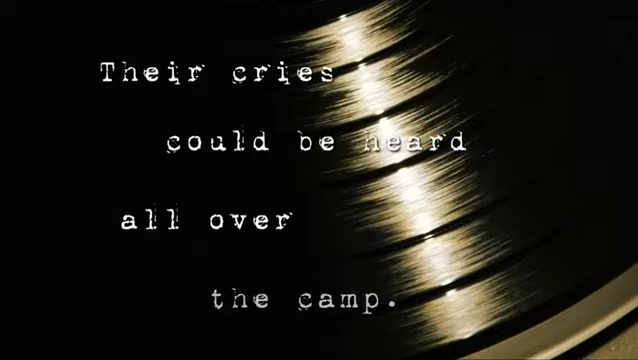 Their cries
could be heard
all over
the camp.